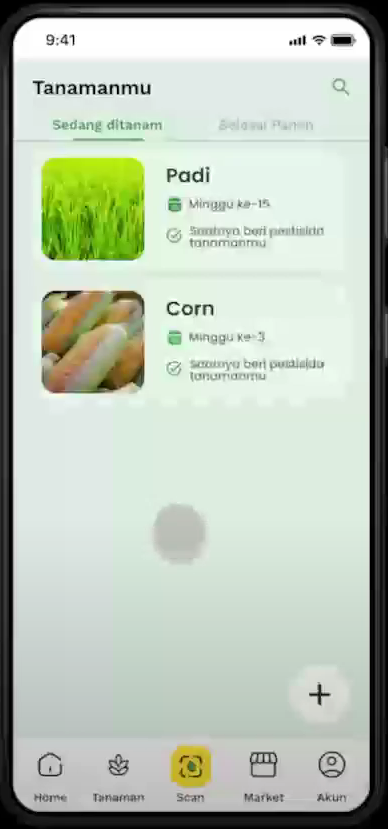 9:41
Tanamanmu
Sedang ditanam
Selesai Panen
Padi
Minggu ke-15
Saatnya beri pestisida
tanamanmu
Corn
Minggu ke-3
Saatnya beri pestisida
tanamanmu
Home
Tanaman
Scan
Market
Akun